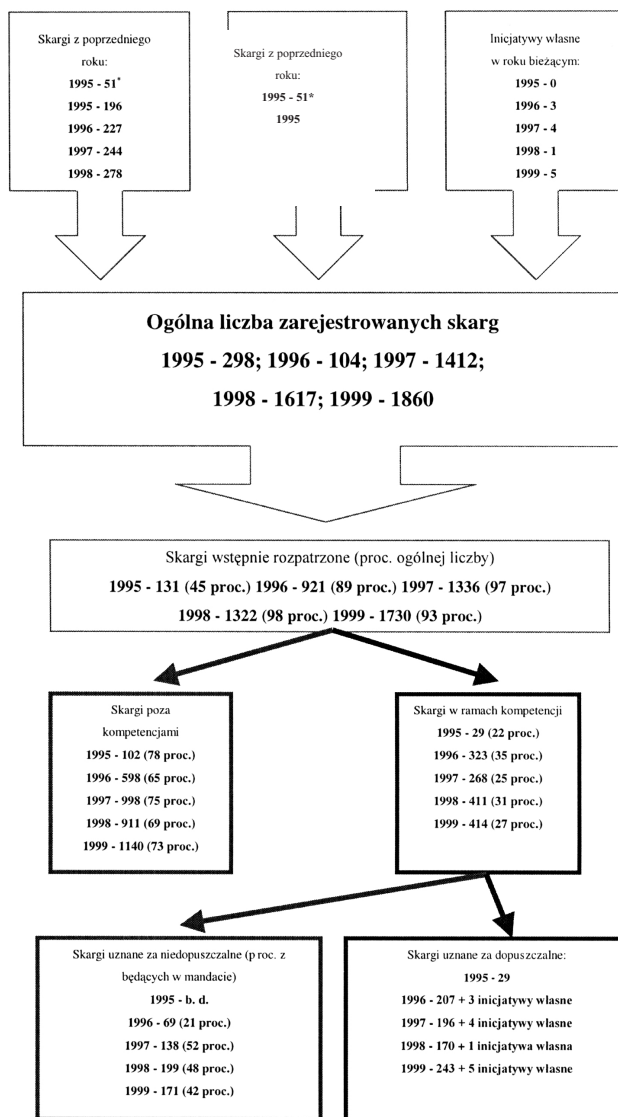 Skargi z poprzedniego
roku:
1995 - 51*
1995 - 196
1996 - 227
1997 - 244
1998 - 278
Skargi z poprzedniego
roku:
1995 - 51*
1995
Inicjatywy własne
w roku bieżącym:
1995 - 0
1996 - 3
1997 - 4
1998 - 1
1999 - 5
Ogólna liczba zarejestrowanych skarg
1995 - 298; 1996 - 104; 1997 - 1412;
1998 - 1617; 1999 - 1860
Skargi wstępnie rozpatrzone (proc. ogólnej liczby)
1995 - 131 (45 proc.) 1996 - 921 (89 proc.) 1997 - 1336 (97 proc.)
1998 - 1322 (98 proc.) 1999 - 1730 (93 proc.)
Skargi poza
kompetencjami
1995 - 102 (78 proc.)
1996 - 598 (65 proc.)
1997 - 998 (75 proc.)
1998 - 911 (69 proc.)
1999 - 1140 (73 proc.)
Skargi w ramach kompetencji
1995 - 29 (22 proc.)
1996 - 323 (35 proc.)
1997 - 268 (25 proc.)
1998 - 411 (31 proc.)
1999 - 414 (27 proc.)
Skargi uznane za niedopuszczalne (p roc. z
będących w mandacie)
1995 - b. d.
1996 - 69 (21 proc.)
1997 - 138 (52 proc.)
1998 - 199 (48 proc.)
1999 - 171 (42 proc.)
Skargi uznane za dopuszczalne:
1995 - 29
1996 - 207 + 3 inicjatywy własne
1997 - 196 + 4 inicjatywy własne
1998 - 170 + 1 inicjatywa własna
1999 - 243 + 5 inicjatywy własne